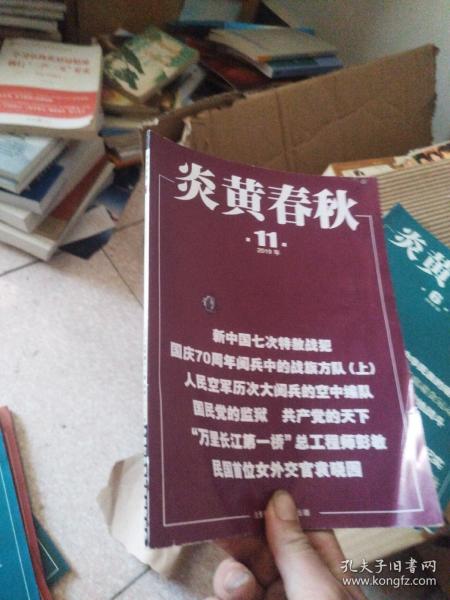 炎黄春秋
·11·
2019年
新中国七次特赦战犯
国庆70周年阅兵中的战旗方队(上)
人民空军历次大阅兵的空中梯队
国民党的监狱 共产党的天下
“万里长江第一桥”总工程师彭敏
民国首位女外交官袁晓园
炎黄
·6·
孔夫子旧书网
www.kongfz.com